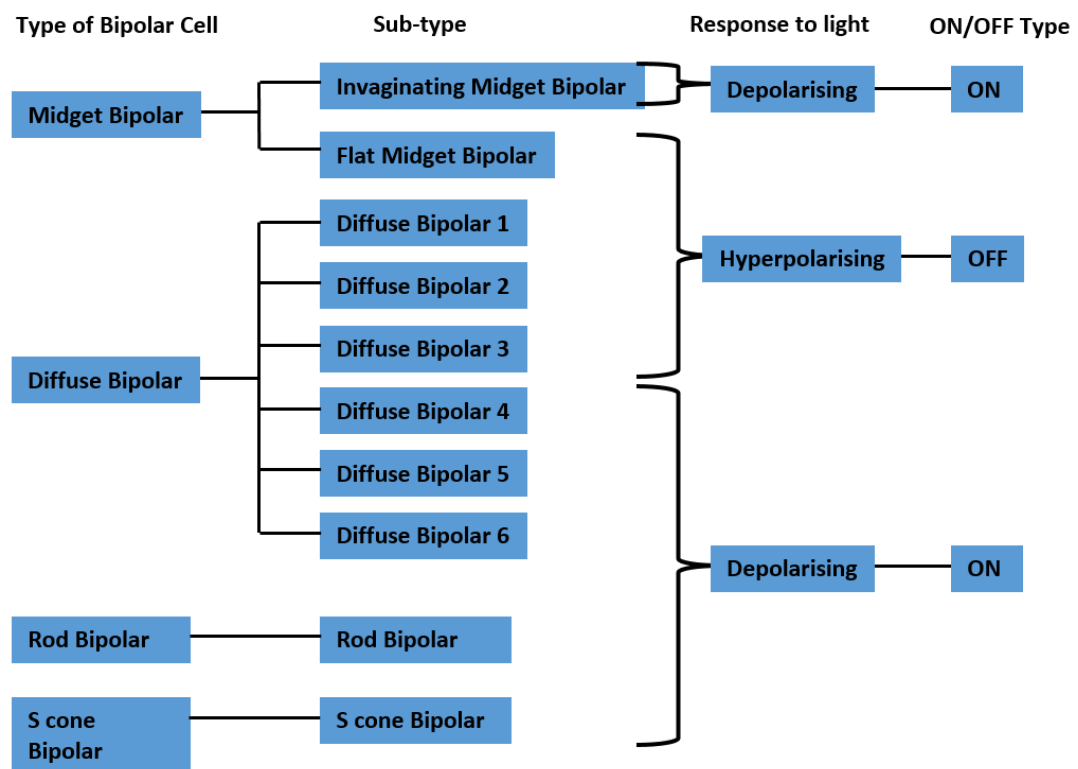 Type of Bipolar Cell
Sub-type
Response to light
ON/OFF Type
Midget Bipolar
Invaginating Midget Bipolar
Depolarising
ON
Flat Midget Bipolar
Diffuse Bipolar
Diffuse Bipolar 1
Diffuse Bipolar 2
Diffuse Bipolar 3
Hyperpolarising
OFF
Diffuse Bipolar 4
Diffuse Bipolar 5
Diffuse Bipolar 6
Depolarising
ON
Rod Bipolar
Rod Bipolar
S cone
Bipolar
S cone Bipolar